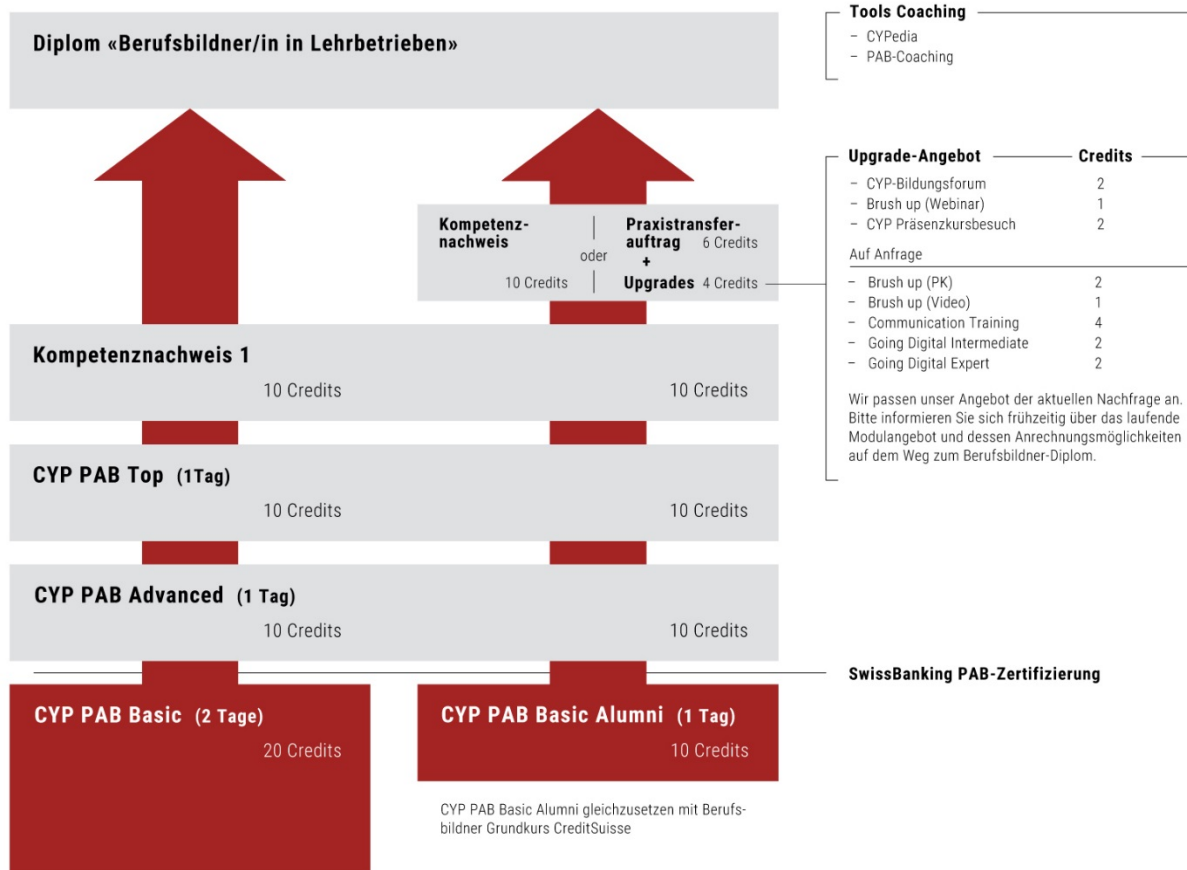 Diplom «Berufsbildner/in in Lehrbetrieben»
Kompetenz-
nachweis
10 Credits
oder
Praxistransfer-
auftrag 6 Credits
+
Upgrades 4 Credits
Kompetenznachweis 1
10 Credits 10 Credits
CYP PAB Top (1Tag)
10 Credits 10 Credits
CYP PAB Advanced (1 Tag)
10 Credits 10 Credits
CYP PAB Basic (2 Tage)
20 Credits
CYP PAB Basic Alumni (1 Tag)
10 Credits
CYP PAB Basic Alumni gleichzusetzen mit Berufs-
bildner Grundkurs CreditSuisse
Tools Coaching
– CYPedia
– PAB-Coaching
Upgrade-Angebot Credits
– CYP-Bildungsforum 2
– Brush up (Webinar) 1
– CYP Präsenzkursbesuch 2
Auf Anfrage
– Brush up (PK) 2
– Brush up (Video) 1
– Communication Training 4
– Going Digital Intermediate 2
– Going Digital Expert 2
Wir passen unser Angebot der aktuellen Nachfrage an.
Bitte informieren Sie sich frühzeitig über das laufende
Modulangebot und dessen Anrechnungsmöglichkeiten
auf dem Weg zum Berufsbildner-Diplom.
SwissBanking PAB-Zertifizierung